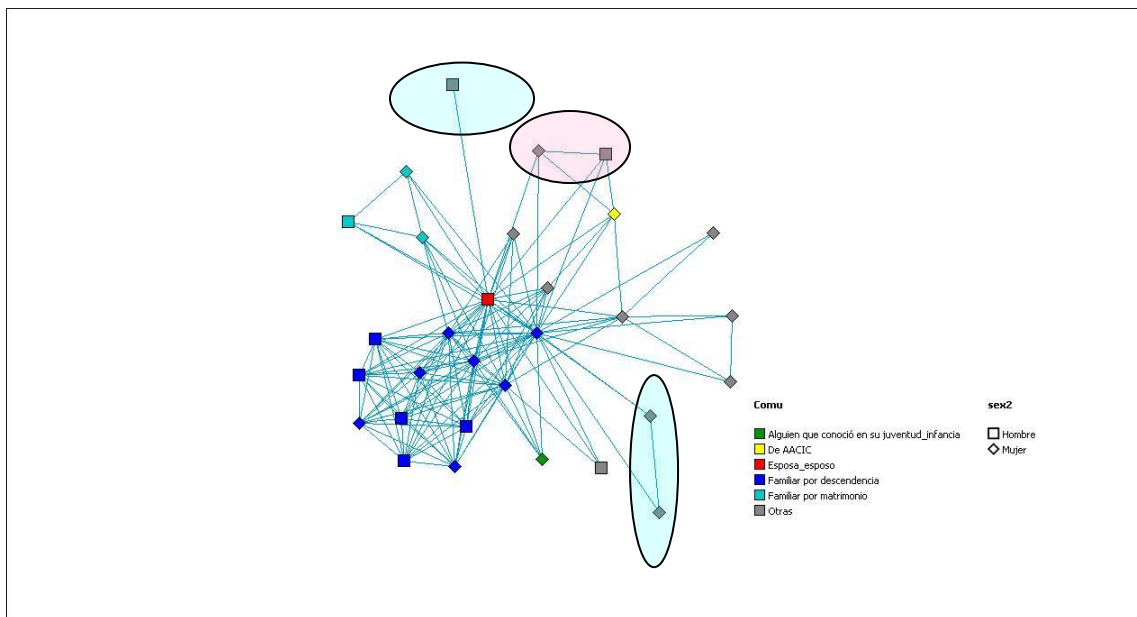 Comu
Alguien que conoció en su juventud_infancia
De AACIC
Esposa_esposo
Familiar por descendencia
Familiar por matrimonio
Otras
sex2
Hombre
Mujer